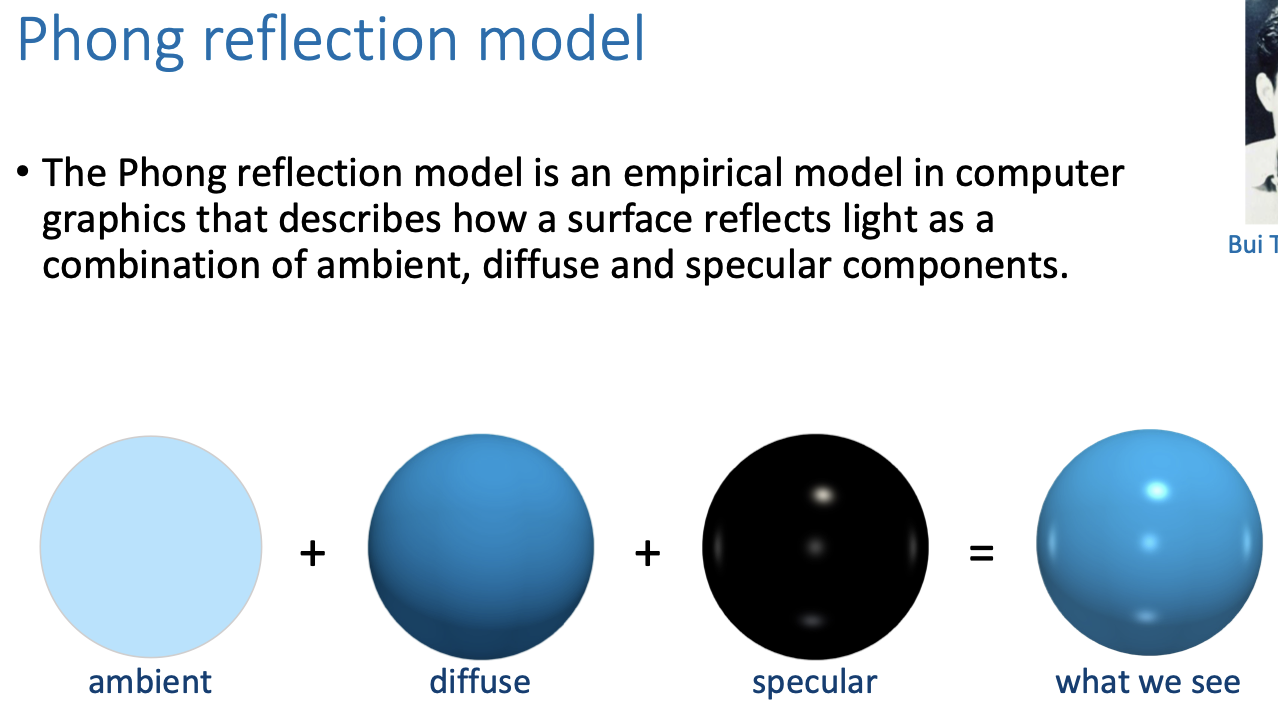 Phong reflection model
• The Phong reflection model is an empirical model in computer
graphics that describes how a surface reflects light as a
combination of ambient, diffuse and specular components.
Bui T
+ + =
ambient diffuse specular what we see